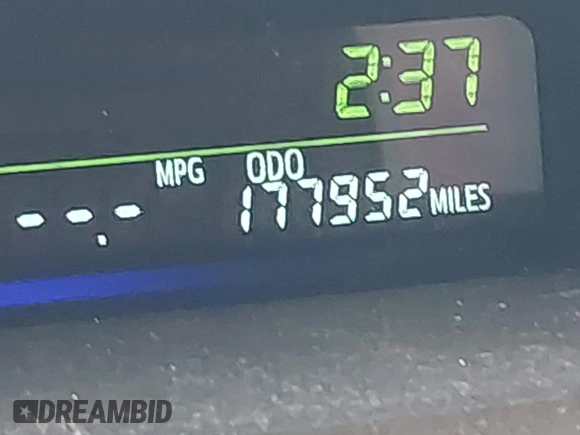 2:37
MPG ODO
--.- 177952 MILES
DREAMBID